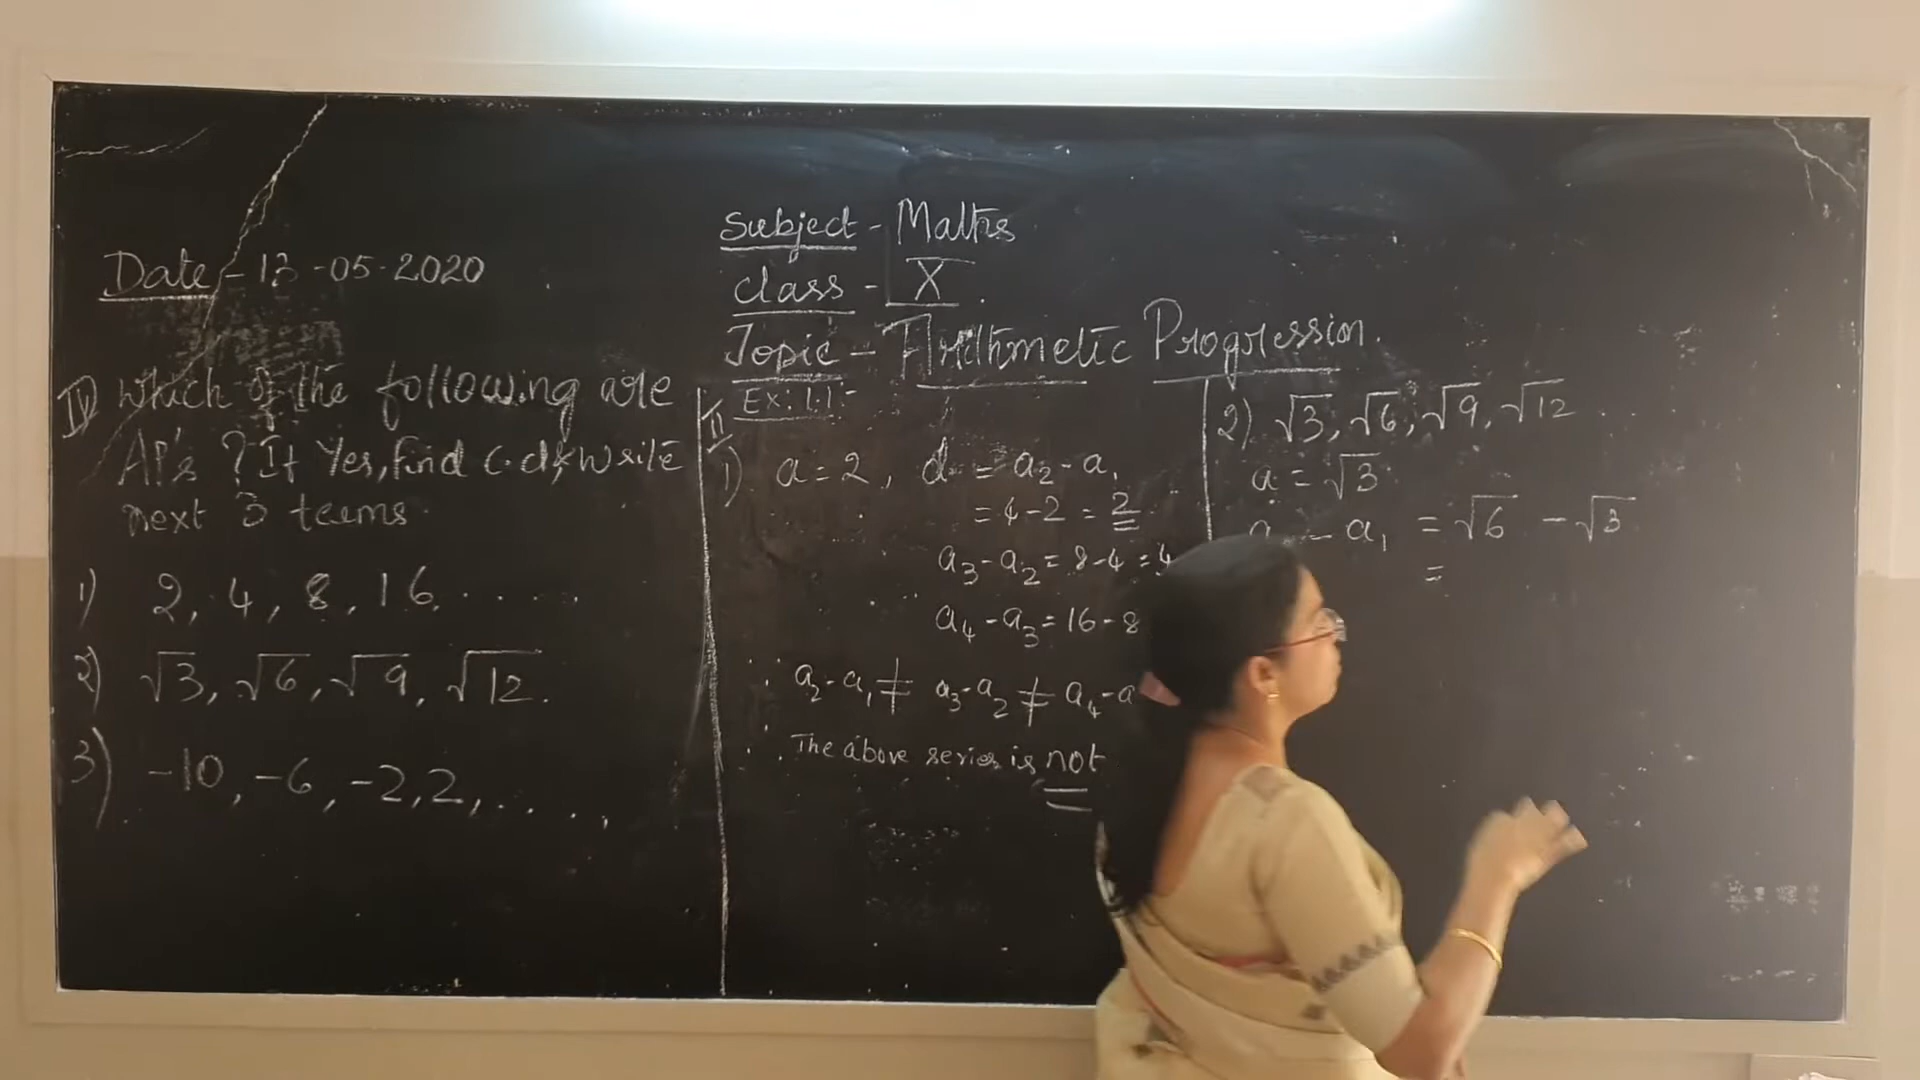 Subject - Maths
Class - X
Topic - Arithmetic Progression.
Date - 13-05-2020
II) Which of the following are
AP's ? If Yes, find c.d & write
next 3 terms.
1) 2, 4, 8, 16, .....
2) √3, √6, √9, √12.
3) -10, -6, -2, 2, .....
Ex: 1.1:-
II
1) a = 2, d = a₂ - a₁
= 4 - 2 = 2
a₃ - a₂ = 8 - 4 = 4
a₄ - a₃ = 16 - 8
∴ a₂ - a₁ ≠ a₃ - a₂ ≠ a₄ - a
∴ The above series is not
2) √3, √6, √9, √12 ...
a = √3
- a₁ = √6 - √3
=